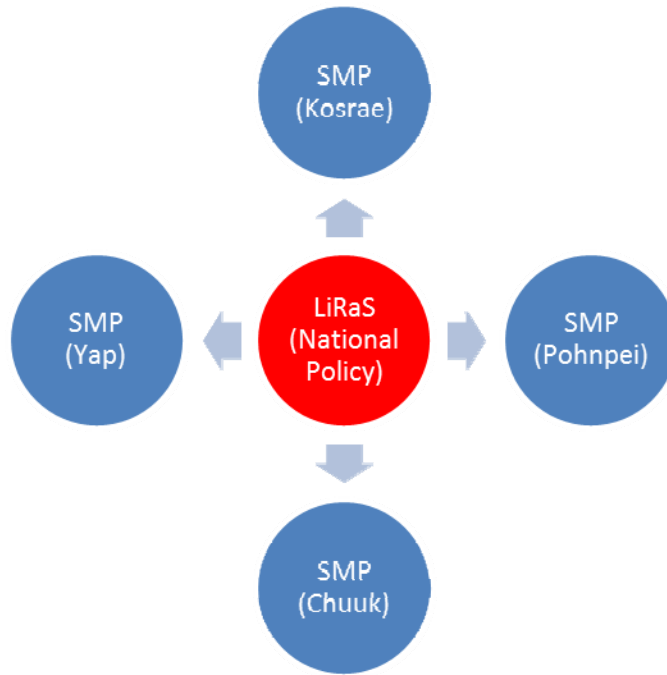 SMP
(Kosrae)
SMP
(Yap)
LiRaS
(National
Policy)
SMP
(Pohnpei)
SMP
(Chuuk)